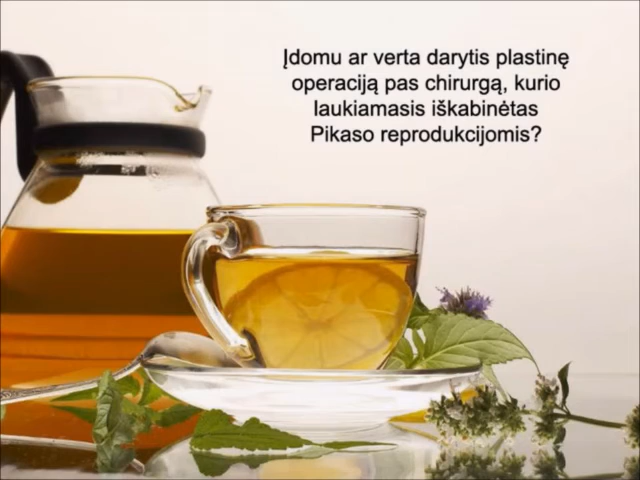 Įdomu ar verta darytis plastinę
operaciją pas chirurgą, kurio
laukiamasis iškabinėtas
Pikaso reprodukcijomis?